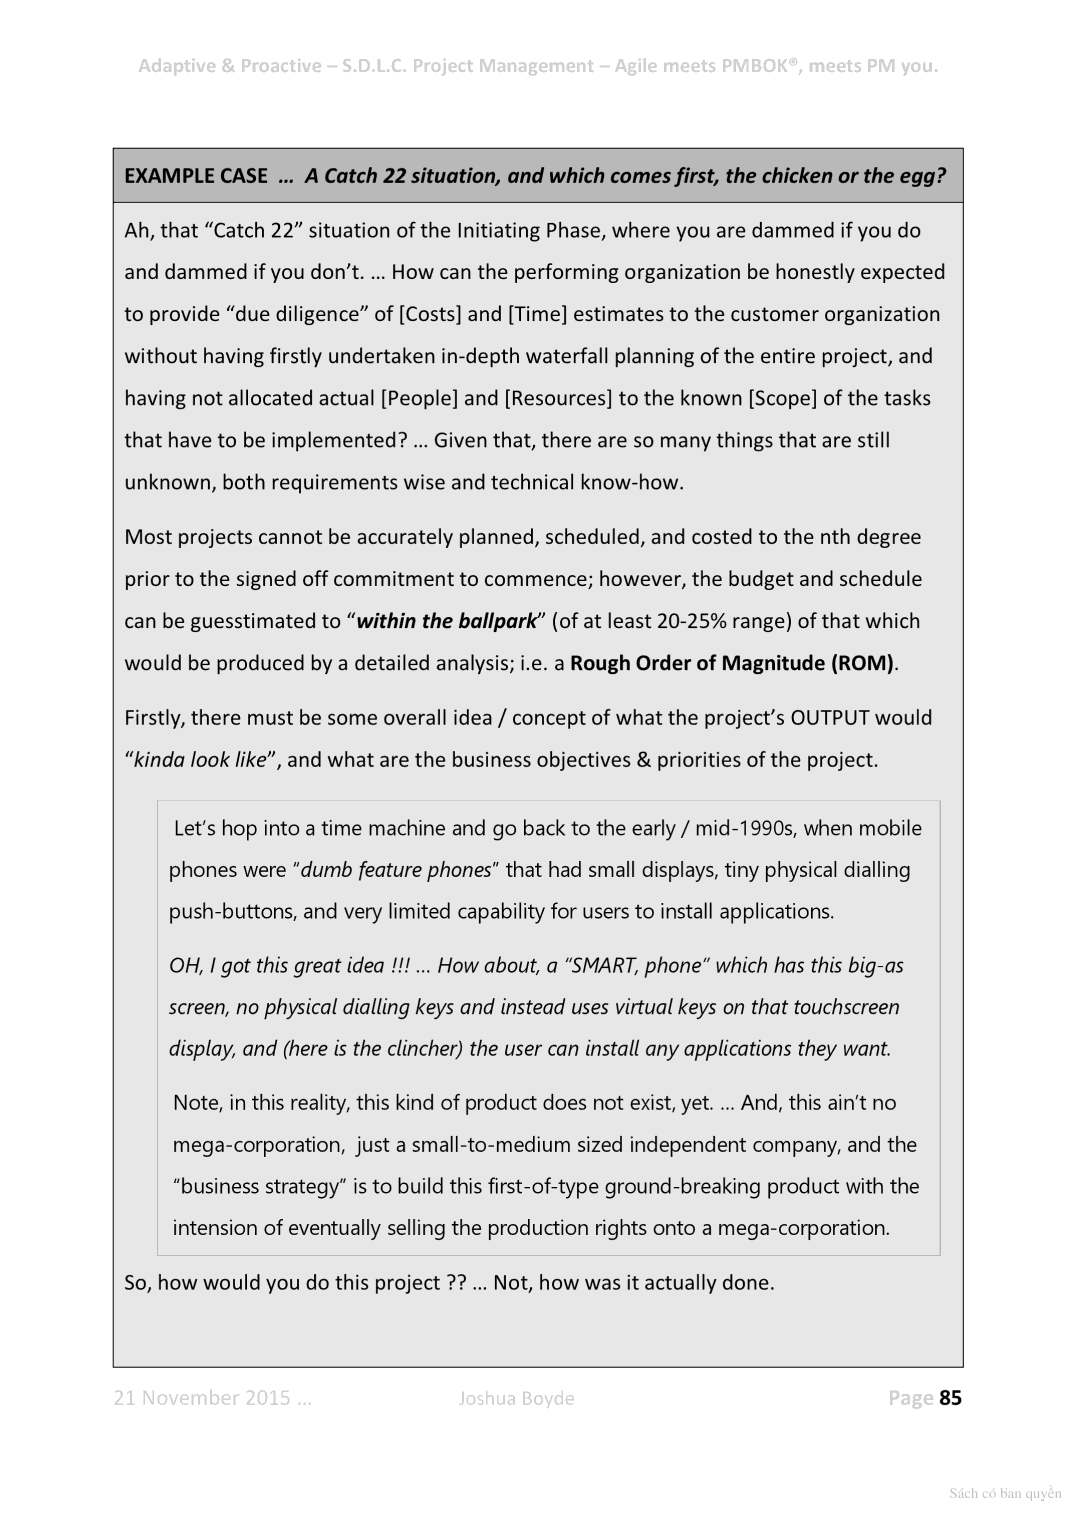 Adaptive & Proactive – S.D.L.C. Project Management – Agile meets PMBOK®, meets PM you.
EXAMPLE CASE … A Catch 22 situation, and which comes first, the chicken or the egg?
Ah, that “Catch 22” situation of the Initiating Phase, where you are dammed if you do
and dammed if you don’t. … How can the performing organization be honestly expected
to provide “due diligence” of [Costs] and [Time] estimates to the customer organization
without having firstly undertaken in-depth waterfall planning of the entire project, and
having not allocated actual [People] and [Resources] to the known [Scope] of the tasks
that have to be implemented? … Given that, there are so many things that are still
unknown, both requirements wise and technical know-how.
Most projects cannot be accurately planned, scheduled, and costed to the nth degree
prior to the signed off commitment to commence; however, the budget and schedule
can be guesstimated to “within the ballpark” (of at least 20-25% range) of that which
would be produced by a detailed analysis; i.e. a Rough Order of Magnitude (ROM).
Firstly, there must be some overall idea / concept of what the project’s OUTPUT would
“kinda look like”, and what are the business objectives & priorities of the project.
Let’s hop into a time machine and go back to the early / mid-1990s, when mobile
phones were “dumb feature phones” that had small displays, tiny physical dialling
push-buttons, and very limited capability for users to install applications.
OH, I got this great idea !!! … How about, a “SMART, phone” which has this big-as
screen, no physical dialling keys and instead uses virtual keys on that touchscreen
display, and (here is the clincher) the user can install any applications they want.
Note, in this reality, this kind of product does not exist, yet. … And, this ain’t no
mega-corporation, just a small-to-medium sized independent company, and the
“business strategy” is to build this first-of-type ground-breaking product with the
intension of eventually selling the production rights onto a mega-corporation.
So, how would you do this project ?? … Not, how was it actually done.
21 November 2015 … Joshua Boyde Page 85
Sách có bản quyền